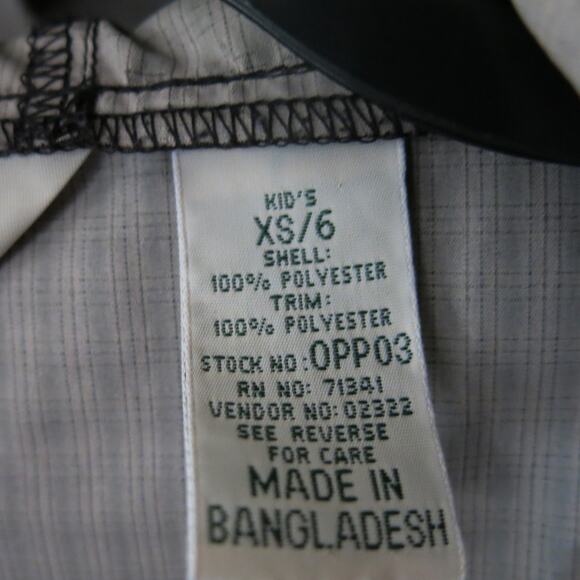 KID'S
XS/6
SHELL:
100% POLYESTER
TRIM:
100% POLYESTER
STOCK NO:0PP03
RN NO: 71341
VENDOR NO: 02322
SEE REVERSE
FOR CARE
MADE IN
BANGLADESH